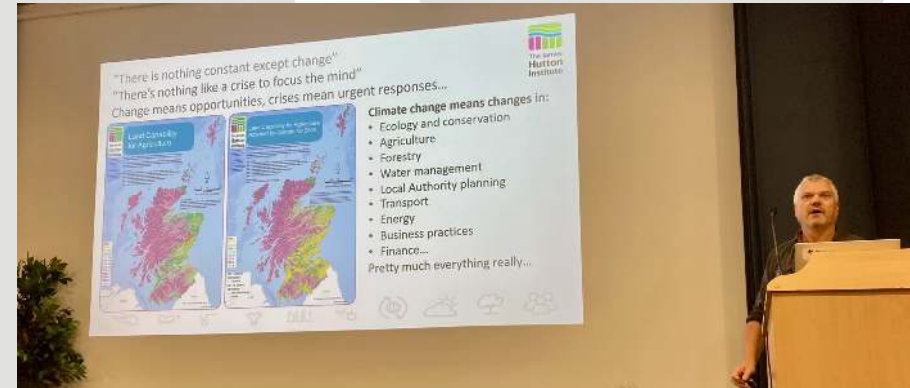 "There is nothing constant except change"
"There's nothing like a crise to focus the mind"
Change means opportunities, crises mean urgent responses...
The James
Hutton
Institute
Land Capability
for Agriculture
Climate change means changes in:
• Ecology and conservation
• Agriculture
• Forestry
• Water management
• Local Authority planning
• Transport
• Energy
• Business practices
• Finance...
Pretty much everything really...